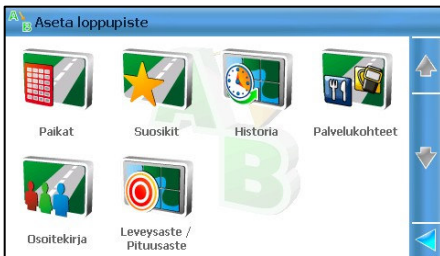 A B Aseta loppupiste
Paikat Suosikit Historia Palvelukohteet
Osoitekirja Leveysaste /
Pituusaste
A
B